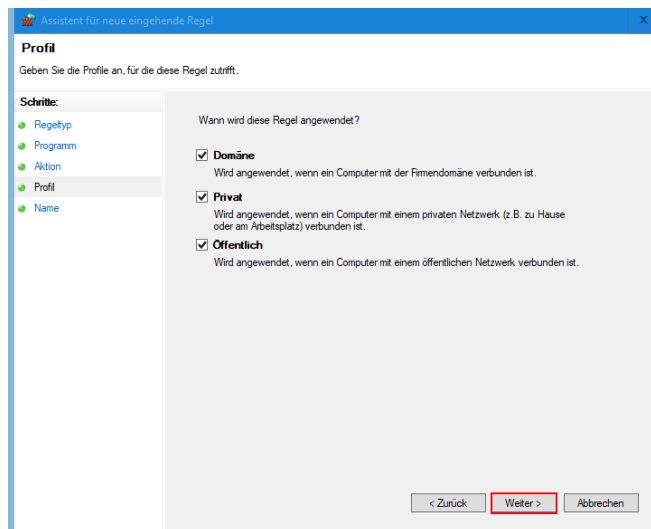 Assistent für neue eingehende Regel
x
Profil
Geben Sie die Profile an, für die diese Regel zutrifft.
Schritte:
Regeltyp
Programm
Aktion
Profil
Name
Wann wird diese Regel angewendet?
Domäne
Wird angewendet, wenn ein Computer mit der Firmendomäne verbunden ist.
Privat
Wird angewendet, wenn ein Computer mit einem privaten Netzwerk (z.B. zu Hause
oder am Arbeitsplatz) verbunden ist.
Öffentlich
Wird angewendet, wenn ein Computer mit einem öffentlichen Netzwerk verbunden ist.
< Zurück
Weiter >
Abbrechen